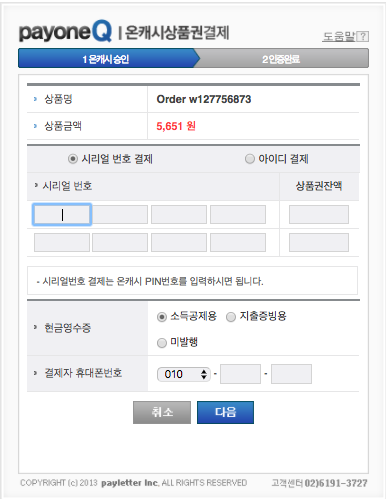 payoneQ | 온캐시상품권결제
도움말 ?
1 온캐시 승인 2 인증완료
상품명 Order w127756873
상품금액 5,651 원
시리얼 번호 결제 아이디 결제
시리얼 번호 상품권잔액
- 시리얼번호 결제는 온캐시 PIN번호를 입력하시면 됩니다.
현금영수증 소득공제용 지출증빙용
미발행
결제자 휴대폰번호 010 - -
취소 다음
COPYRIGHT (c) 2013 payletter Inc. ALL RIGHTS RESERVED 고객센터 02)6191-3727